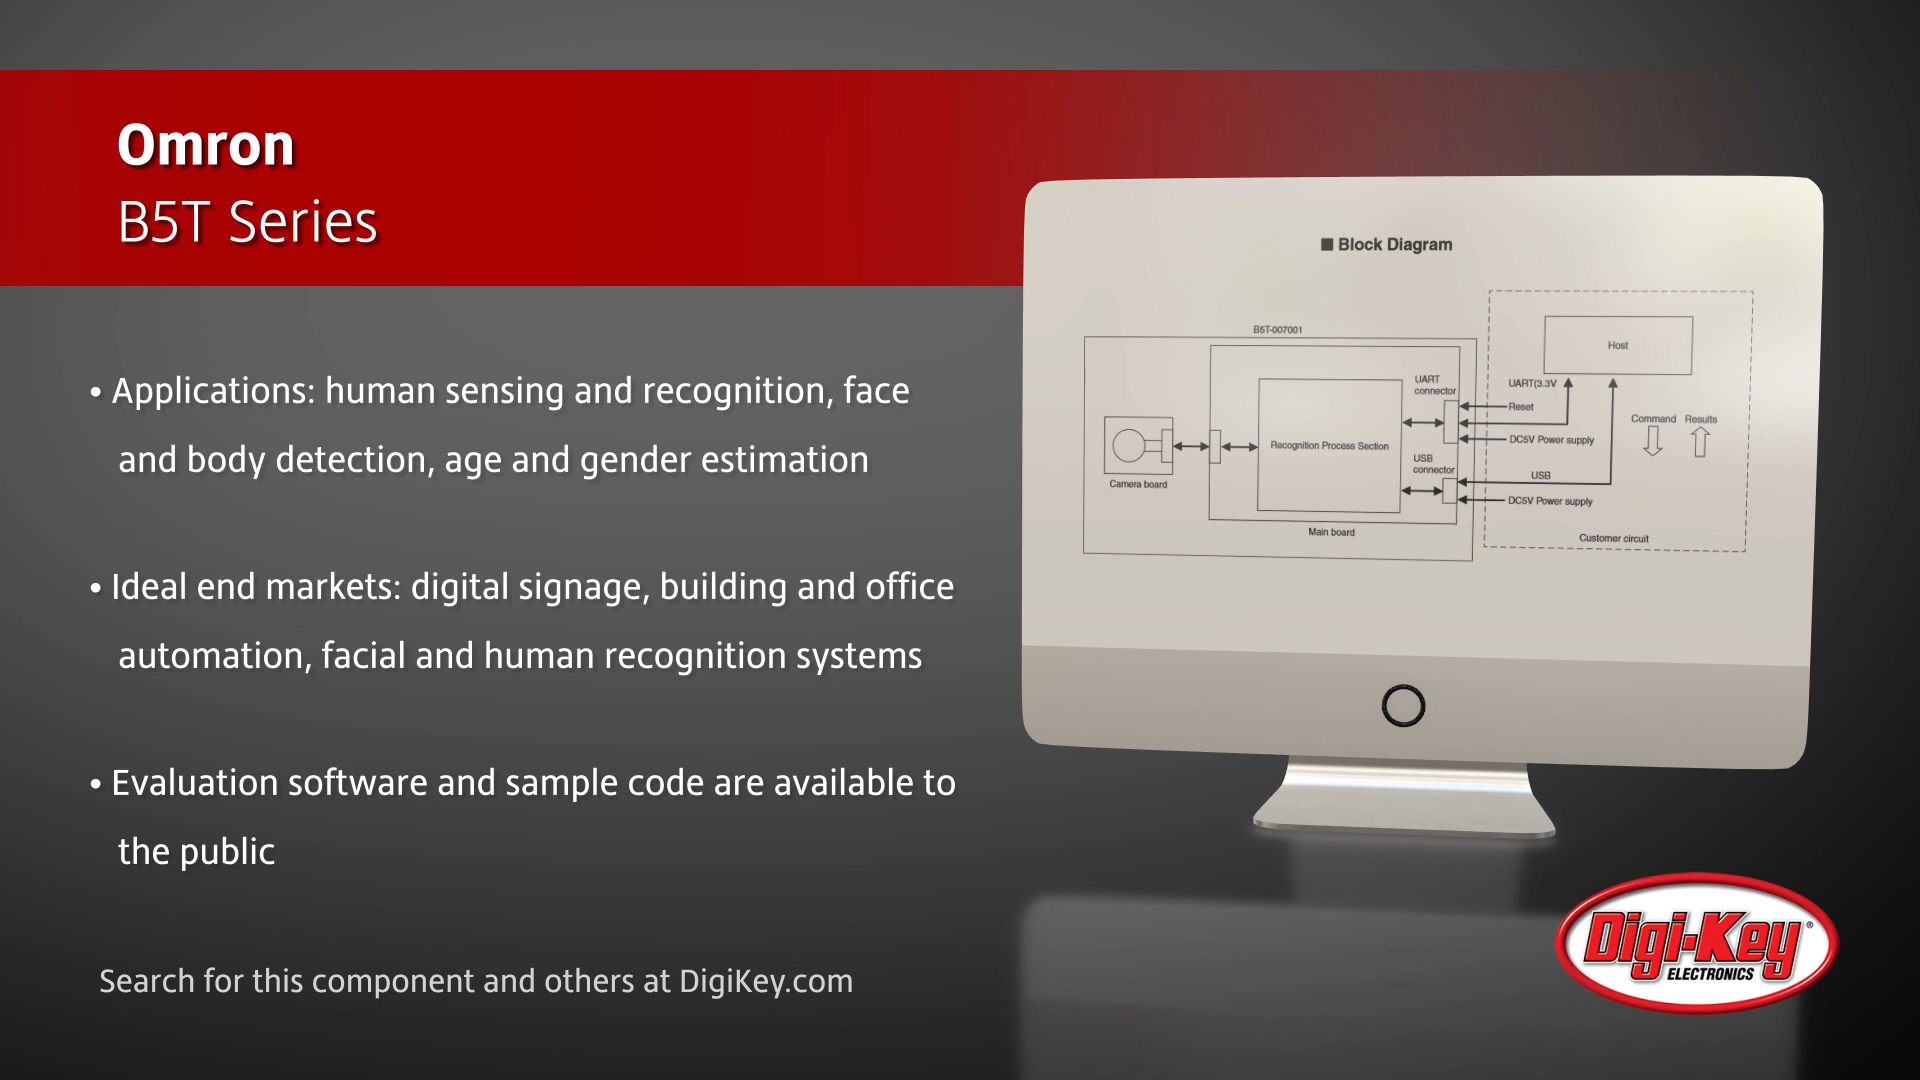 Omron
B5T Series
• Applications: human sensing and recognition, face
and body detection, age and gender estimation
• Ideal end markets: digital signage, building and office
automation, facial and human recognition systems
• Evaluation software and sample code are available to
the public
Search for this component and others at DigiKey.com
■ Block Diagram
B5T-007001
Host
UART connector
UART(3.3V
Reset
Command Results
DC5V Power supply
Recognition Process Section
USB connector
USB
Camera board
DC5V Power supply
Main board
Customer circuit
Digi-Key®
ELECTRONICS